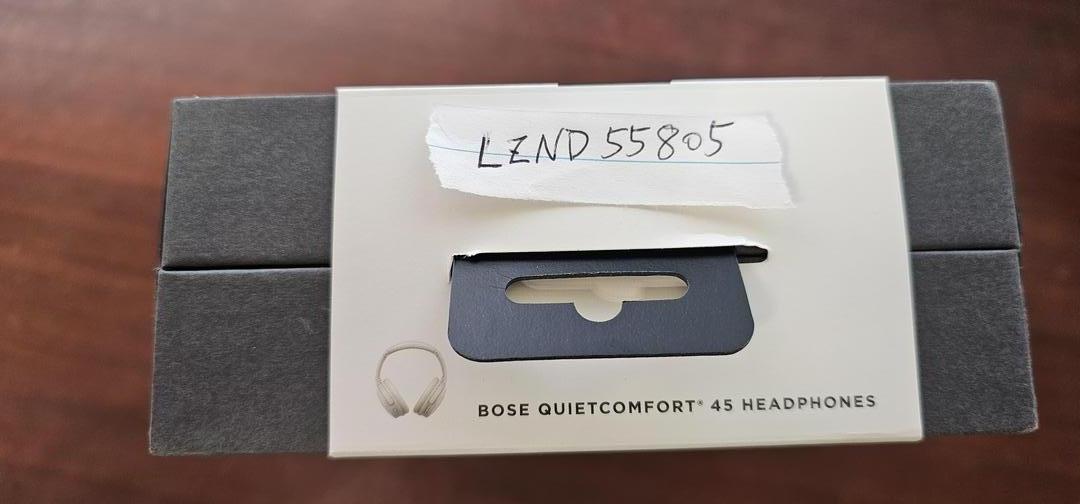 LZND55805
BOSE QUIETCOMFORT® 45 HEADPHONES